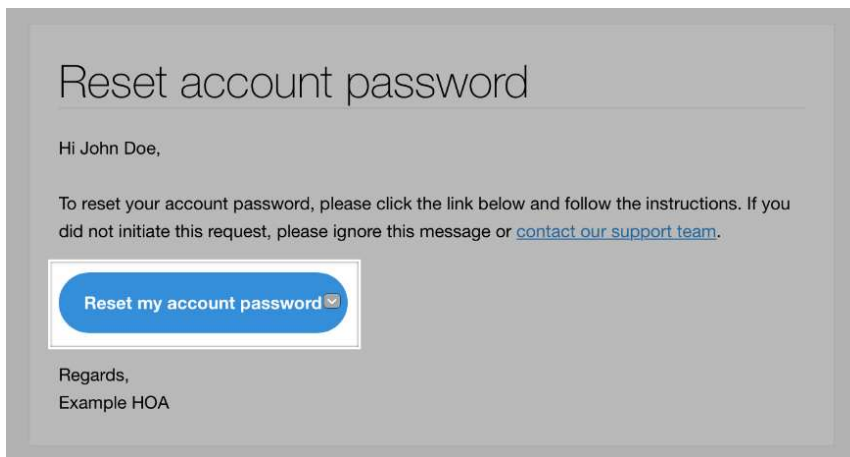 Reset account password
Hi John Doe,
To reset your account password, please click the link below and follow the instructions. If you
did not initiate this request, please ignore this message or contact our support team.
Reset my account password
Regards,
Example HOA